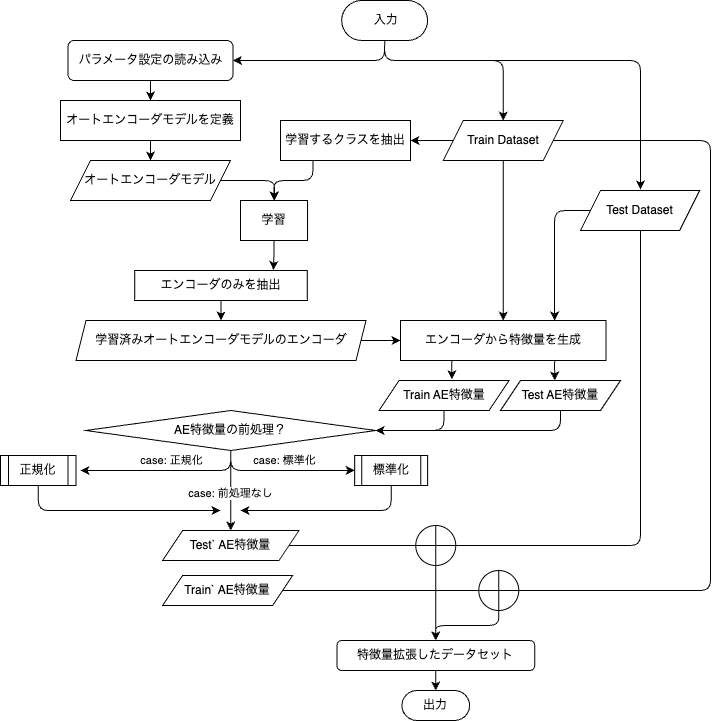 入力
パラメータ設定の読み込み
オートエンコーダモデルを定義
学習するクラスを抽出
Train Dataset
オートエンコーダモデル
Test Dataset
学習
エンコーダのみを抽出
学習済みオートエンコーダモデルのエンコーダ
エンコーダから特徴量を生成
Train AE特徴量
Test AE特徴量
AE特徴量の前処理？
case: 正規化
case: 標準化
正規化
標準化
case: 前処理なし
Test` AE特徴量
Train` AE特徴量
特徴量拡張したデータセット
出力